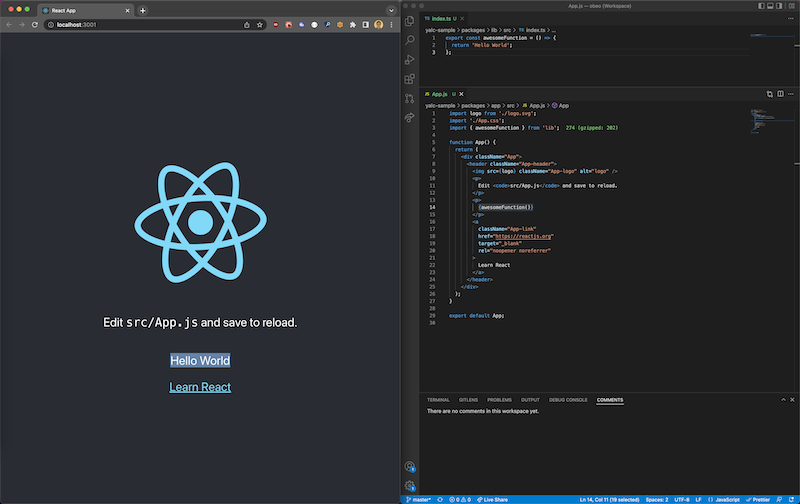 React App
localhost:3001
Edit src/App.js and save to reload.
Hello World
Learn React
App.js — obeo (Workspace)
index.ts U
yalc-sample > packages > lib > src > index.ts > ...
1 export const awesomeFunction = () => {
2 return 'Hello World';
3 };
App.js U
yalc-sample > packages > app > src > App.js > App
1 import logo from './logo.svg';
2 import './App.css';
3 import { awesomeFunction } from 'lib'; 274 (gzipped: 202)
4
5 function App() {
6 return (
7 <div className="App">
8 <header className="App-header">
9 <img src={logo} className="App-logo" alt="logo" />
10 <p>
11 Edit <code>src/App.js</code> and save to reload.
12 </p>
13 <p>
14 {awesomeFunction()}
15 </p>
16 <a
17 className="App-link"
18 href="https://reactjs.org"
19 target="_blank"
20 rel="noopener noreferrer"
21 >
22 Learn React
23 </a>
24 </header>
25 </div>
26 );
27 }
28
29 export default App;
30
TERMINAL GITLENS PROBLEMS OUTPUT DEBUG CONSOLE COMMENTS
There are no comments in this workspace yet.
master* 0 0 Live Share Ln 14, Col 11 (19 selected) Spaces: 2 UTF-8 LF JavaScript Prettier